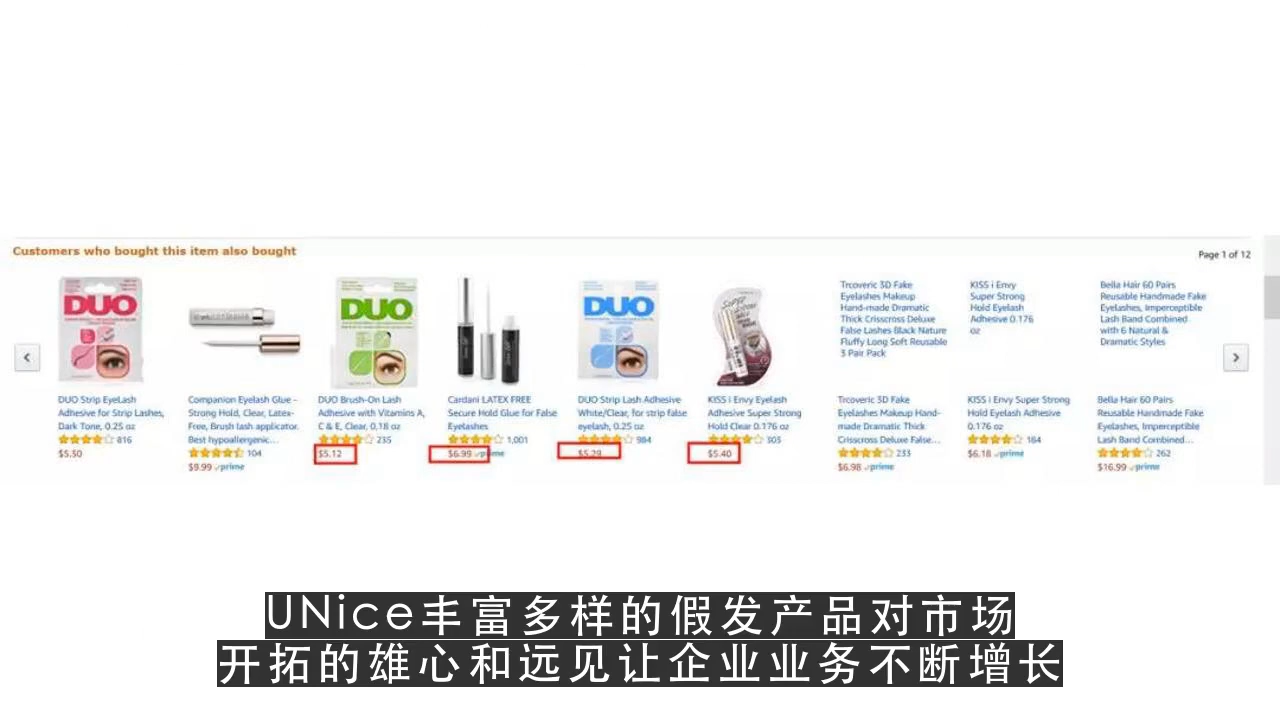 Customers who bought this item also bought
Page 1 of 12
DUO
DUO
DUO
Trcoveric 3D Fake
Eyelashes Makeup
Hand-made Dramatic
Thick Crisscross Deluxe
False Lashes Black Nature
Fluffy Long Soft Reusable
3 Pair Pack
KISS i Envy
Super Strong
Hold Eyelash
Adhesive 0.176
oz
Bella Hair 60 Pairs
Reusable Handmade Fake
Eyelashes, Imperceptible
Lash Band Combined
with 6 Natural &
Dramatic Styles
DUO Strip Eyelash
Adhesive for Strip Lashes,
Dark Tone, 0.25 oz
816
$5.50
Companion Eyelash Glue -
Strong Hold, Clear, Latex-
Free, Brush lash applicator.
Best hypoallergenic...
104
$9.99 prime
DUO Brush-On Lash
Adhesive with Vitamins A,
C & E, Clear, 0.18 oz
235
$5.12
Cardani LATEX FREE
Secure Hold Glue for False
Eyelashes
1,001
$6.99 prime
DUO Strip Lash Adhesive
White/Clear, for strip false
eyelash, 0.25 oz
984
$5.29
KISS i Envy Eyelash
Adhesive Super Strong
Hold Clear 0.176 oz
305
$5.40
Trcoveric 3D Fake
Eyelashes Makeup Hand-
made Dramatic Thick
Crisscross Deluxe False...
233
$6.98 prime
KISS i Envy Super Strong
Hold Eyelash Adhesive
0.176 oz
184
$6.18 prime
Bella Hair 60 Pairs
Reusable Handmade Fake
Eyelashes, Imperceptible
Lash Band Combined...
262
$16.99 prime
UNice丰富多样的假发产品对市场
开拓的雄心和远见让企业业务不断增长